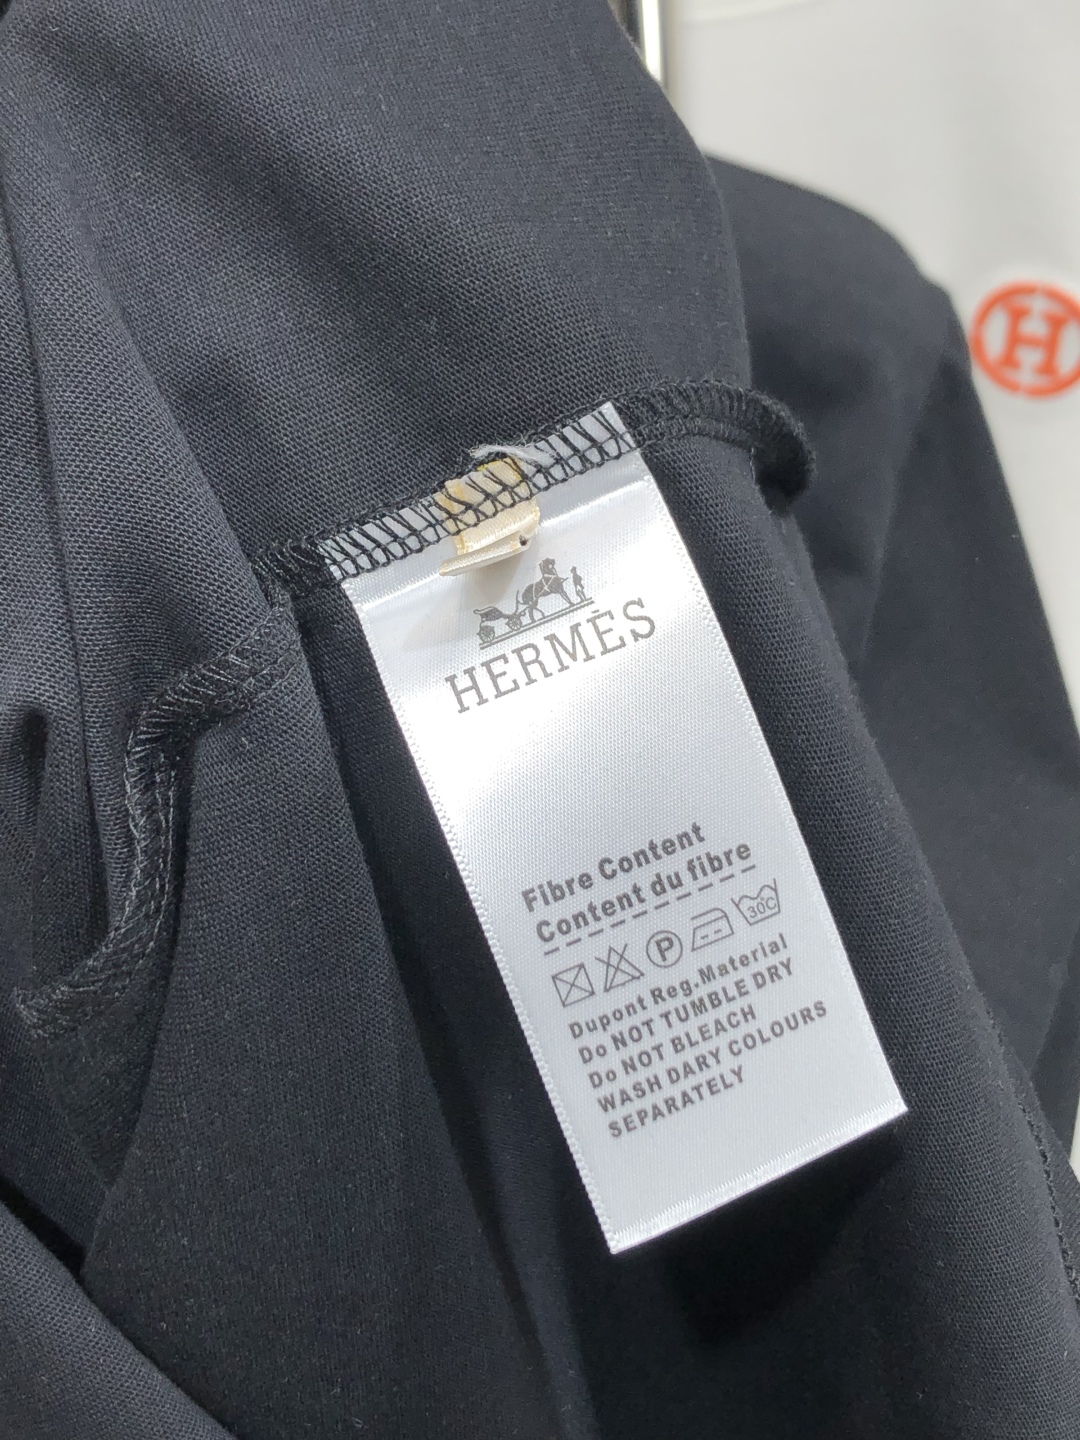 HERMÈS
Fibre Content
Content du fibre
P
30C
Dupont Reg.Material
Do NOT TUMBLE DRY
Do NOT BLEACH
WASH DARY COLOURS
SEPARATELY
H